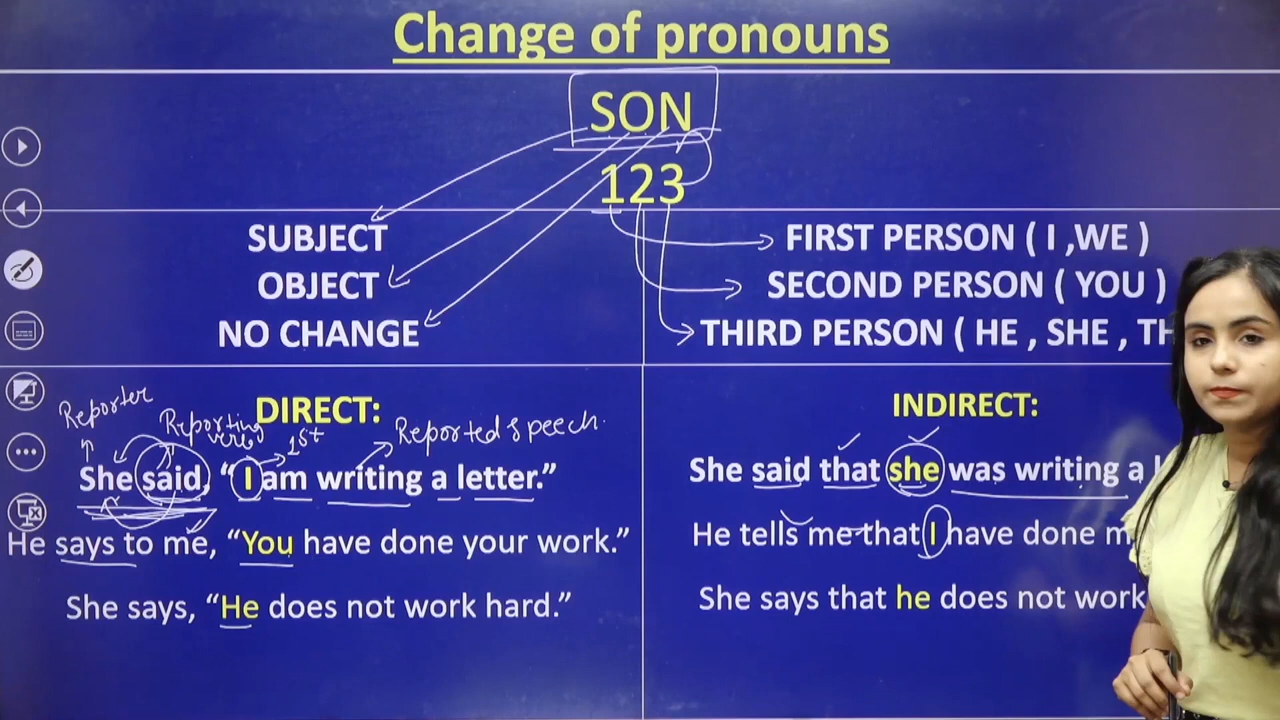 Change of pronouns
SON
123
SUBJECT
OBJECT
NO CHANGE
FIRST PERSON ( I ,WE )
SECOND PERSON ( YOU )
THIRD PERSON ( HE , SHE , TH
DIRECT:
Reporter
Reporting verb
1st
Reported speech.
She said, “I am writing a letter.”
He says to me, “You have done your work.”
She says, “He does not work hard.”
INDIRECT:
She said that she was writing a
He tells me that I have done m
She says that he does not work